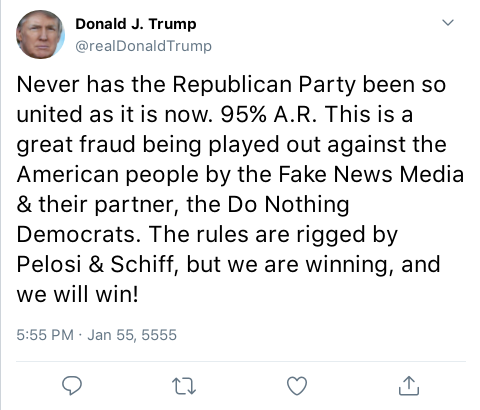 Donald J. Trump
@realDonaldTrump
Never has the Republican Party been so
united as it is now. 95% A.R. This is a
great fraud being played out against the
American people by the Fake News Media
& their partner, the Do Nothing
Democrats. The rules are rigged by
Pelosi & Schiff, but we are winning, and
we will win!
5:55 PM · Jan 55, 5555